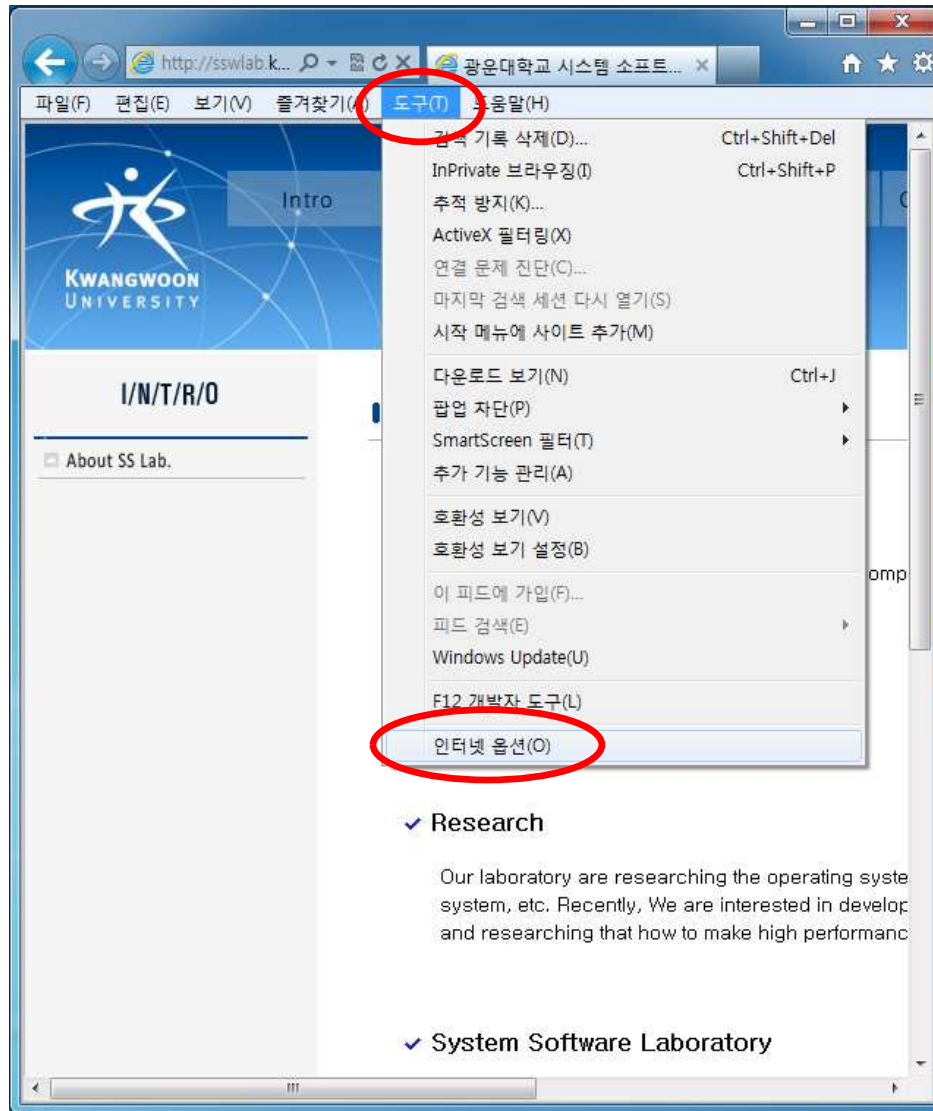 http://sswlab.k...
광운대학교 시스템 소프트...
파일(F) 편집(E) 보기(V) 즐겨찾기(A) 도구(T) 도움말(H)
검색 기록 삭제(D)... Ctrl+Shift+Del
InPrivate 브라우징(I) Ctrl+Shift+P
추적 방지(K)...
ActiveX 필터링(X)
연결 문제 진단(C)...
마지막 검색 세션 다시 열기(S)
시작 메뉴에 사이트 추가(M)
다운로드 보기(N) Ctrl+J
팝업 차단(P)
SmartScreen 필터(T)
추가 기능 관리(A)
호환성 보기(V)
호환성 보기 설정(B)
이 피드에 가입(F)...
피드 검색(E)
Windows Update(U)
F12 개발자 도구(L)
인터넷 옵션(O)
Intro
KWANGWOON
UNIVERSITY
I/N/T/R/O
About SS Lab.
omp
Research
Our laboratory are researching the operating syste
system, etc. Recently, We are interested in develop
and researching that how to make high performanc
System Software Laboratory